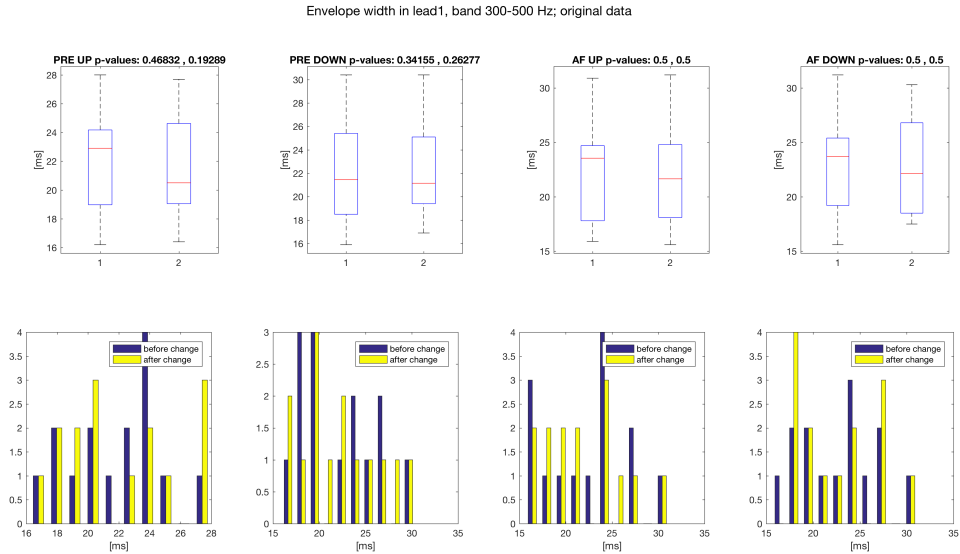 Envelope width in lead1, band 300-500 Hz; original data
PRE UP p-values: 0.46832 , 0.19289
PRE DOWN p-values: 0.34155 , 0.26277
AF UP p-values: 0.5 , 0.5
AF DOWN p-values: 0.5 , 0.5
28
26
24
22
20
18
16
[ms]
1 2
30
28
26
24
22
20
18
16
[ms]
1 2
30
25
20
15
[ms]
1 2
30
25
20
15
[ms]
1 2
4
3.5
3
2.5
2
1.5
1
0.5
0
before change
after change
16 18 20 22 24 26 28
[ms]
3
2.5
2
1.5
1
0.5
0
before change
after change
15 20 25 30 35
[ms]
4
3.5
3
2.5
2
1.5
1
0.5
0
before change
after change
15 20 25 30 35
[ms]
4
3.5
3
2.5
2
1.5
1
0.5
0
before change
after change
15 20 25 30 35
[ms]